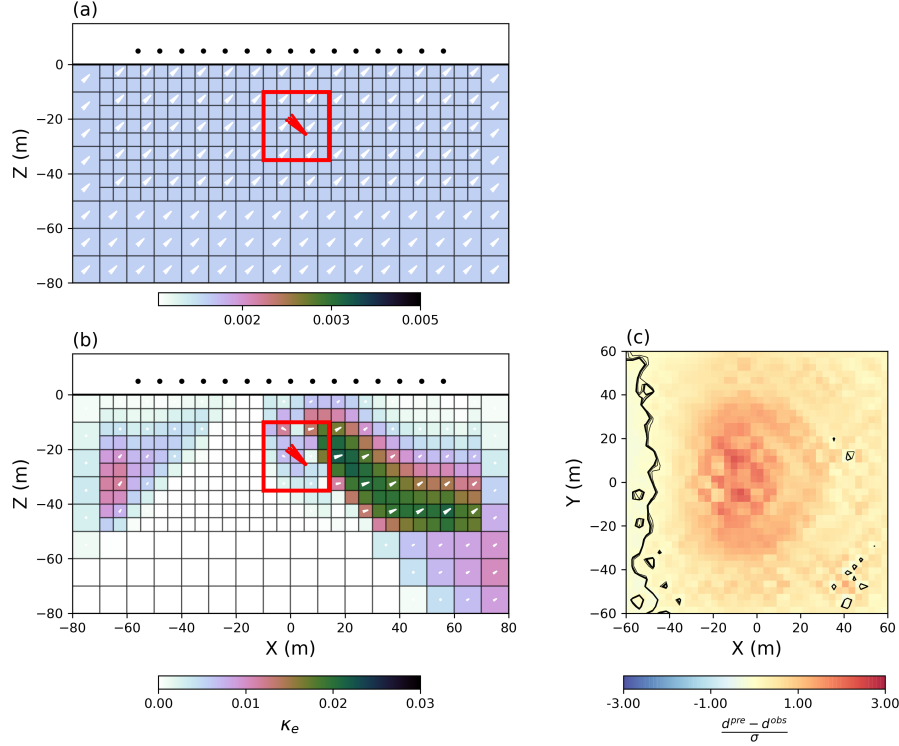 (a)
0
−20
−40
−60
−80
Z (m)
0.002 0.003 0.005
(b)
0
−20
−40
−60
−80
Z (m)
−80 −60 −40 −20 0 20 40 60 80
X (m)
0.00 0.01 0.02 0.03
κe
(c)
60
40
20
0
−20
−40
−60
Y (m)
−60 −40 −20 0 20 40 60
X (m)
-3.00 -1.00 1.00 3.00
dpre − dobs
σ